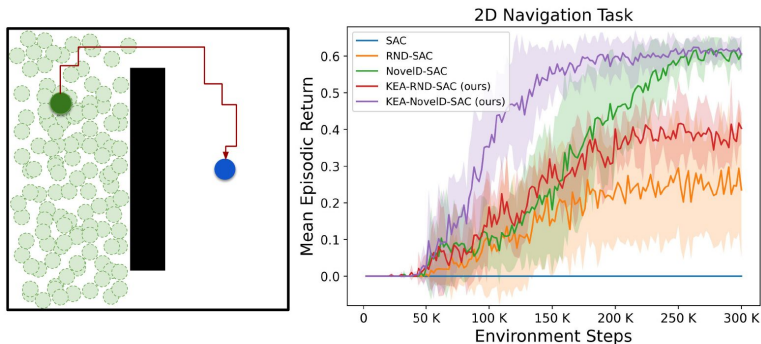 2D Navigation Task
SAC
RND-SAC
NovelD-SAC
KEA-RND-SAC (ours)
KEA-NovelD-SAC (ours)
Mean Episodic Return
0.6
0.5
0.4
0.3
0.2
0.1
0.0
0
50 K
100 K
150 K
200 K
250 K
300 K
Environment Steps